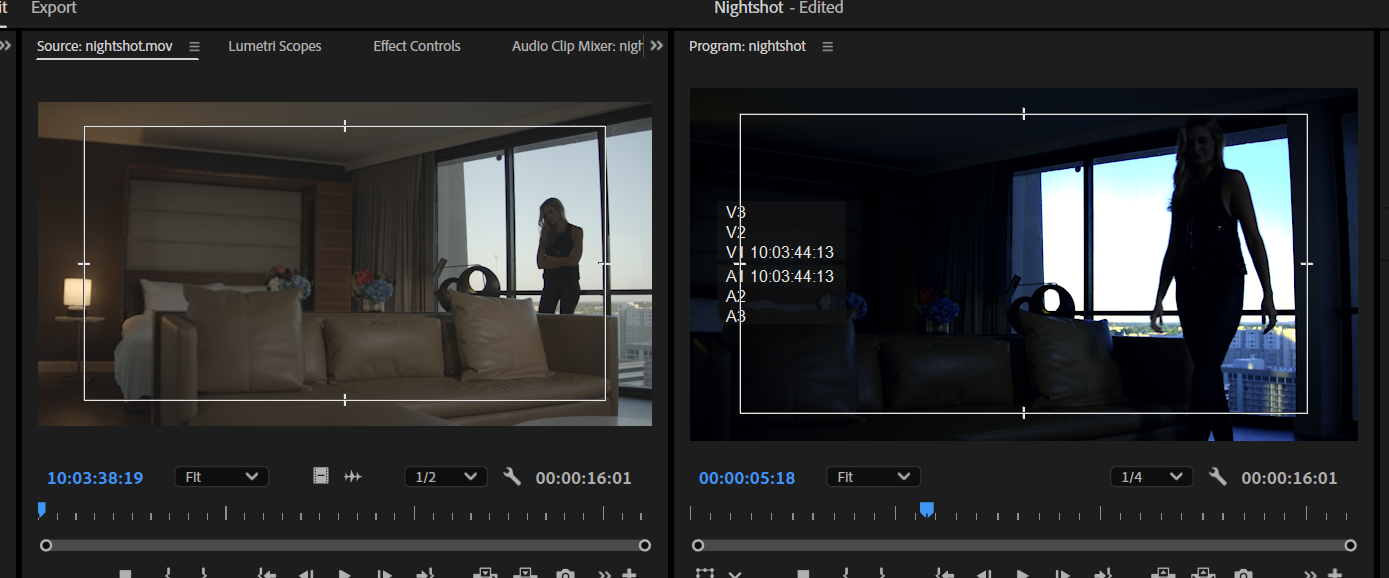 Export
Nightshot - Edited
Source: nightshot.mov
Lumetri Scopes
Effect Controls
Audio Clip Mixer: nigh
Program: nightshot
V3
V2
V1 10:03:44:13
A1 10:03:44:13
A2
A3
10:03:38:19
Fit
1/2
00:00:16:01
00:00:05:18
Fit
1/4
00:00:16:01